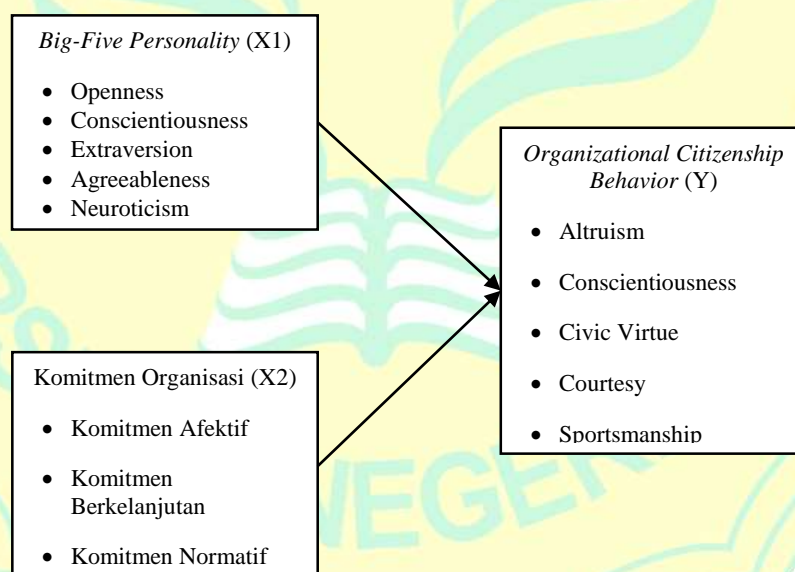 Big-Five Personality (X1)
• Openness
• Conscientiousness
• Extraversion
• Agreeableness
• Neuroticism
Organizational Citizenship
Behavior (Y)
• Altruism
• Conscientiousness
• Civic Virtue
• Courtesy
• Sportsmanship
Komitmen Organisasi (X2)
• Komitmen Afektif
• Komitmen
Berkelanjutan
• Komitmen Normatif